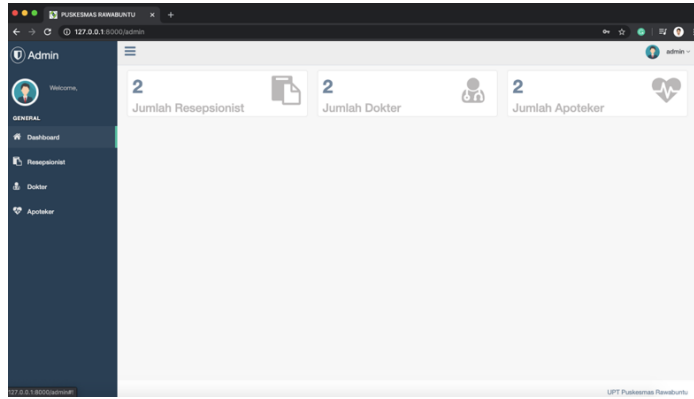 PUSKESMAS RAWABUNTU
127.0.0.1:8000/admin
Admin
admin
Welcome,
GENERAL
Dashboard
Resepsionist
Dokter
Apoteker
2
Jumlah Resepsionist
2
Jumlah Dokter
2
Jumlah Apoteker
127.0.0.1:8000/admin#!
UPT Puskesmas Rawabuntu